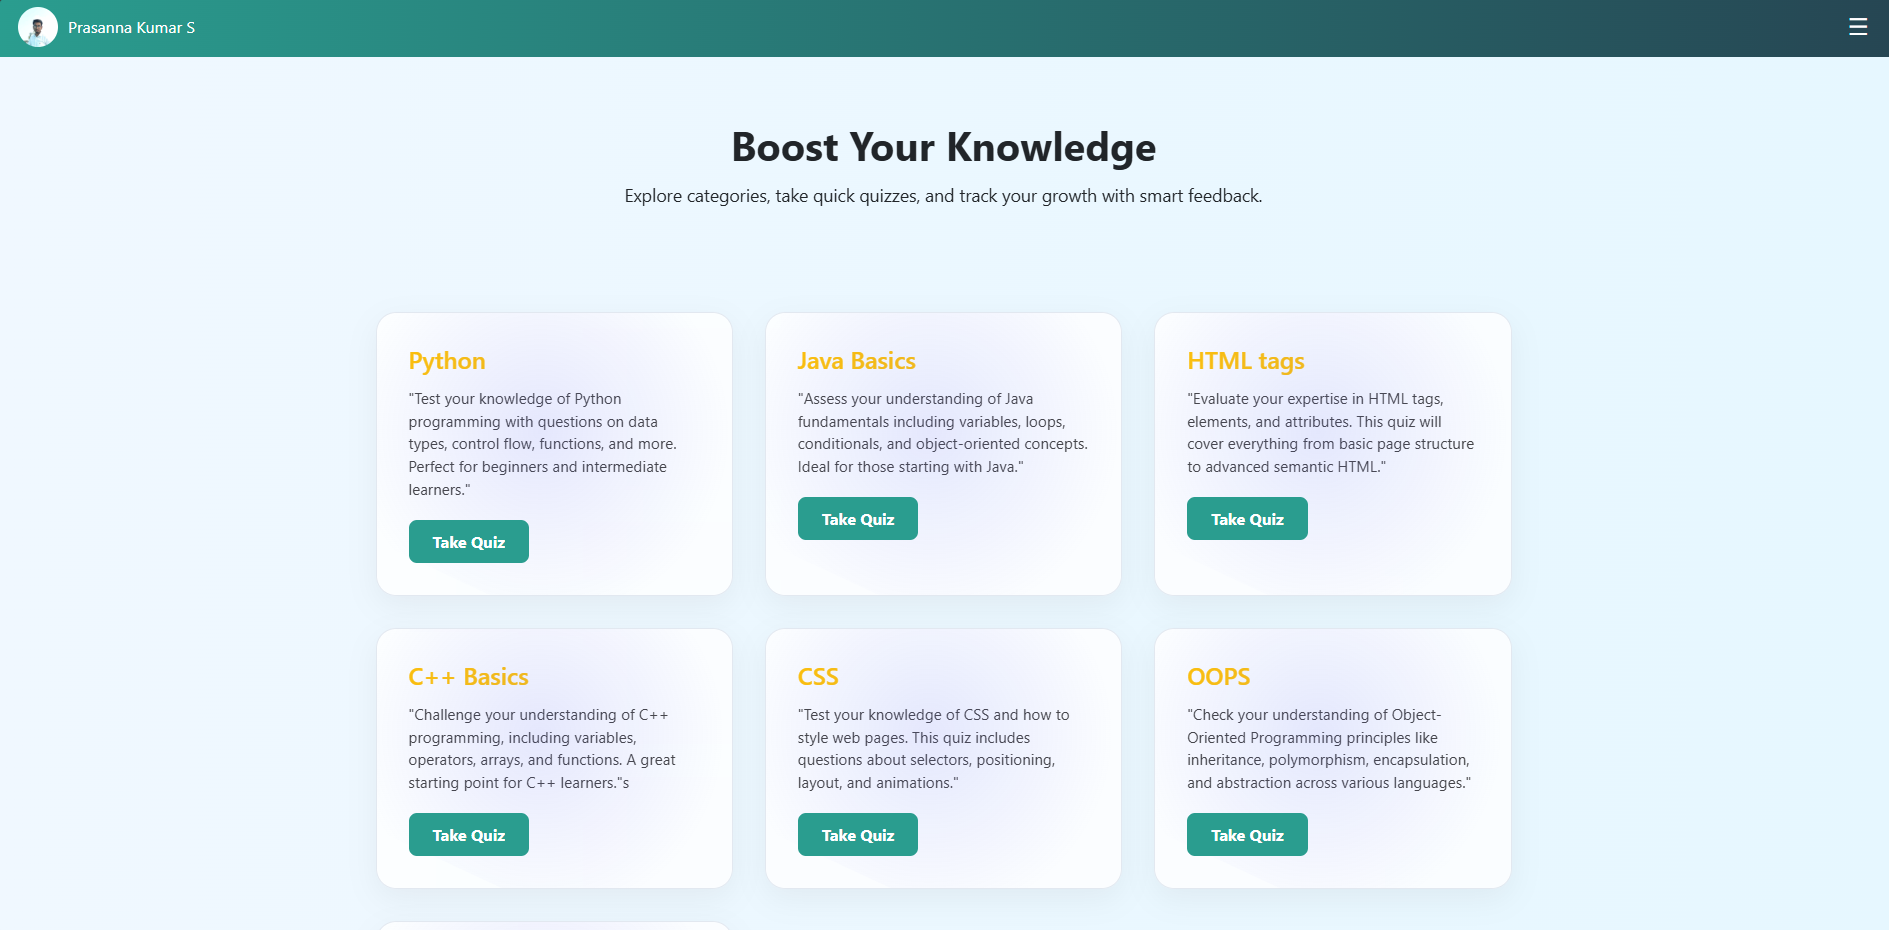 Prasanna Kumar S
☰
Boost Your Knowledge
Explore categories, take quick quizzes, and track your growth with smart feedback.
Python
"Test your knowledge of Python
programming with questions on data
types, control flow, functions, and more.
Perfect for beginners and intermediate
learners."
Take Quiz
Java Basics
"Assess your understanding of Java
fundamentals including variables, loops,
conditionals, and object-oriented concepts.
Ideal for those starting with Java."
Take Quiz
HTML tags
"Evaluate your expertise in HTML tags,
elements, and attributes. This quiz will
cover everything from basic page structure
to advanced semantic HTML."
Take Quiz
C++ Basics
"Challenge your understanding of C++
programming, including variables,
operators, arrays, and functions. A great
starting point for C++ learners."s
Take Quiz
CSS
"Test your knowledge of CSS and how to
style web pages. This quiz includes
questions about selectors, positioning,
layout, and animations."
Take Quiz
OOPS
"Check your understanding of Object-
Oriented Programming principles like
inheritance, polymorphism, encapsulation,
and abstraction across various languages."
Take Quiz